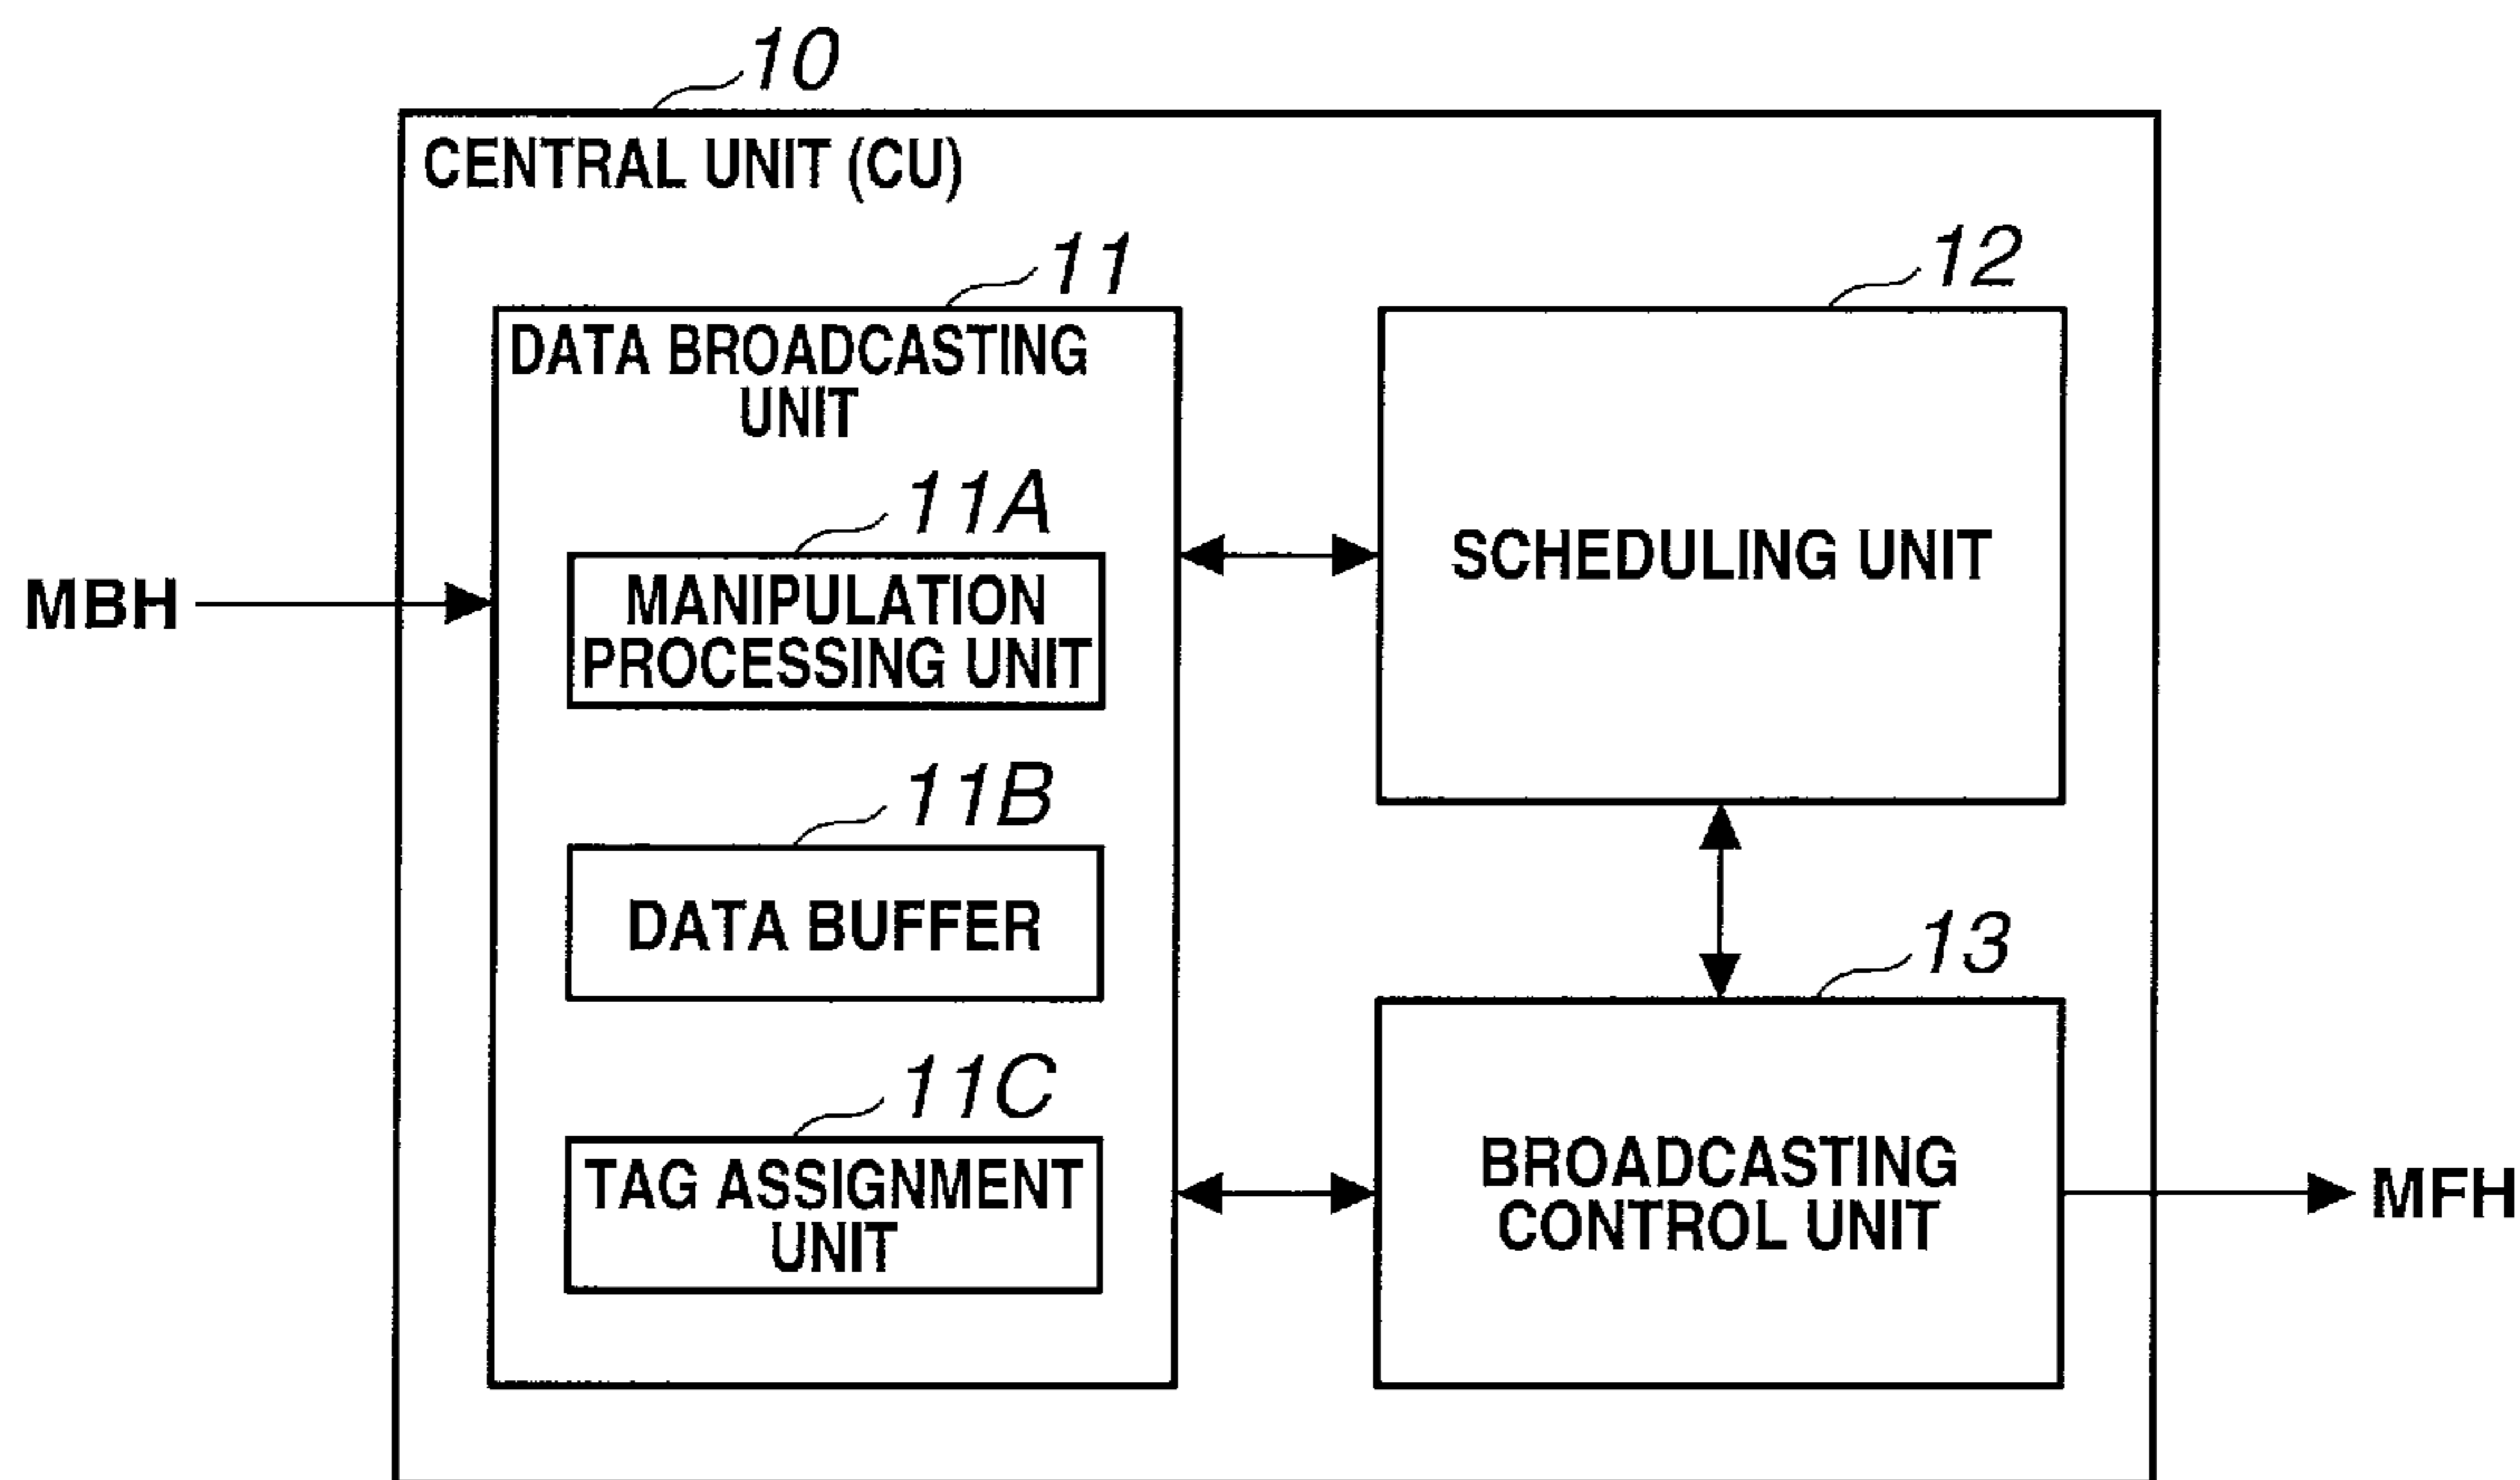 10
CENTRAL UNIT (CU)
11
DATA BROADCASTING
UNIT
12
11A
MANIPULATION
PROCESSING UNIT
SCHEDULING UNIT
MBH
11B
DATA BUFFER
13
11C
TAG ASSIGNMENT
UNIT
BROADCASTING
CONTROL UNIT
MFH